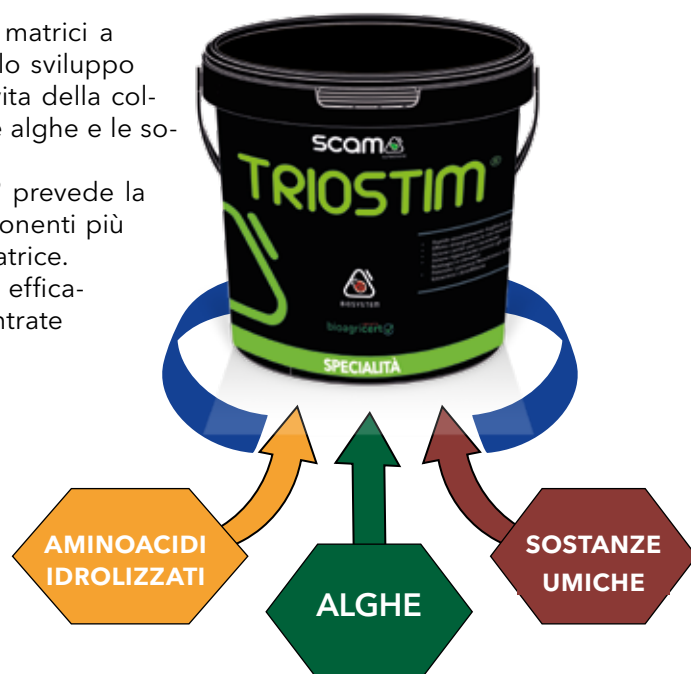 matrici a
lo sviluppo
vita della col-
e alghe e le so-
prevede la
onenti più
atrice.
effica-
ntrate
scam
TRIOSTIM®
BIOSYSTEM
bioagricert
SPECIALITÀ
AMINOACIDI
IDROLIZZATI
ALGHE
SOSTANZE
UMICHE